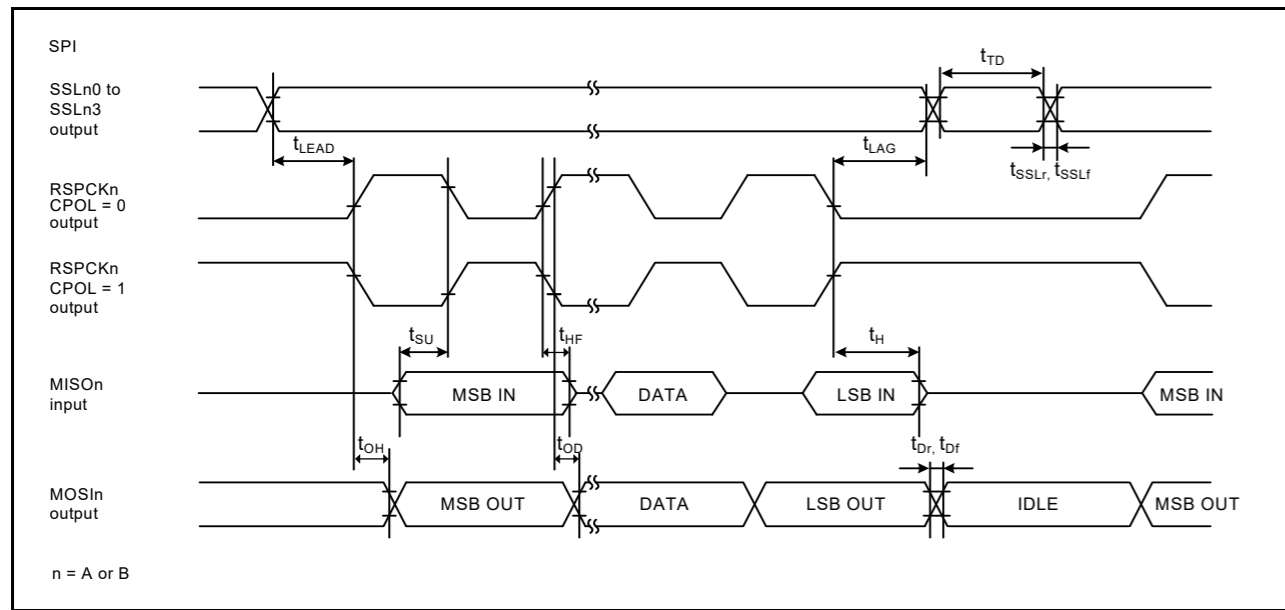 SPI
SSLn0 to
SSLn3
output
tTD
tLEAD
tLAG
tSSLr, tSSLf
RSPCKn
CPOL = 0
output
RSPCKn
CPOL = 1
output
tSU
tHF
tH
MISOn
input
MSB IN
DATA
LSB IN
MSB IN
tOH
tOD
tDr, tDf
MOSIn
output
MSB OUT
DATA
LSB OUT
IDLE
MSB OUT
n = A or B